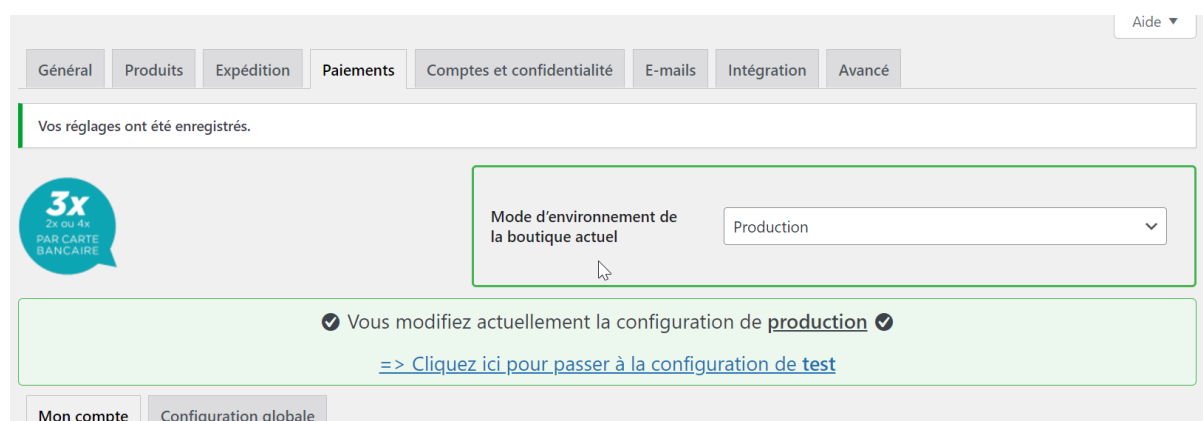 Aide ▼
Général Produits Expédition Paiements Comptes et confidentialité E-mails Intégration Avancé
Vos réglages ont été enregistrés.
3x
2x ou 4x
PAR CARTE
BANCAIRE
Mode d’environnement de
la boutique actuel
Production
Vous modifiez actuellement la configuration de production
=> Cliquez ici pour passer à la configuration de test
Mon compte Configuration globale